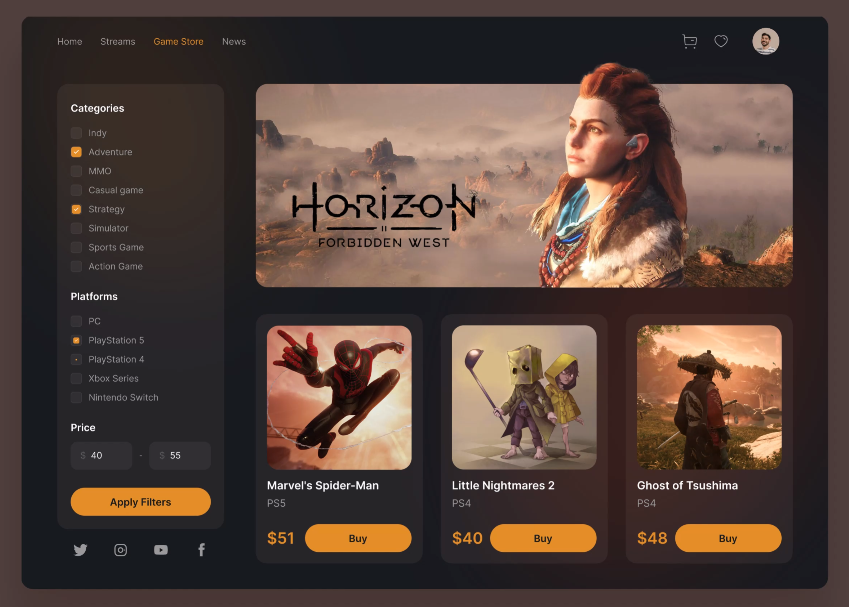 Home Streams Game Store News
Categories
Indy
Adventure
MMO
Casual game
Strategy
Simulator
Sports Game
Action Game
Platforms
PC
PlayStation 5
PlayStation 4
Xbox Series
Nintendo Switch
Price
$ 40 - $ 55
Apply Filters
HORIZON
FORBIDDEN WEST
Marvel's Spider-Man
PS5
$51 Buy
Little Nightmares 2
PS4
$40 Buy
Ghost of Tsushima
PS4
$48 Buy